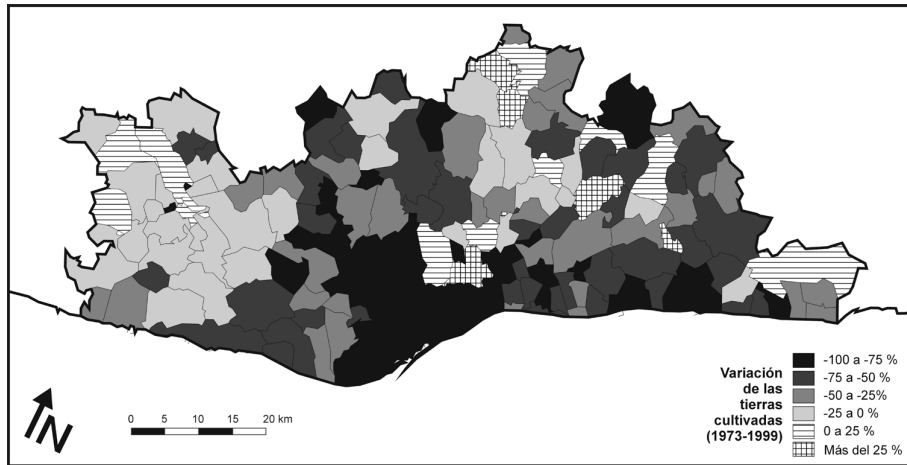 Variación
de las
tierras
cultivadas
(1973-1999)
-100 a -75 %
-75 a -50 %
-50 a -25%
-25 a 0 %
0 a 25 %
Más del 25 %
N
0 5 10 15 20 km